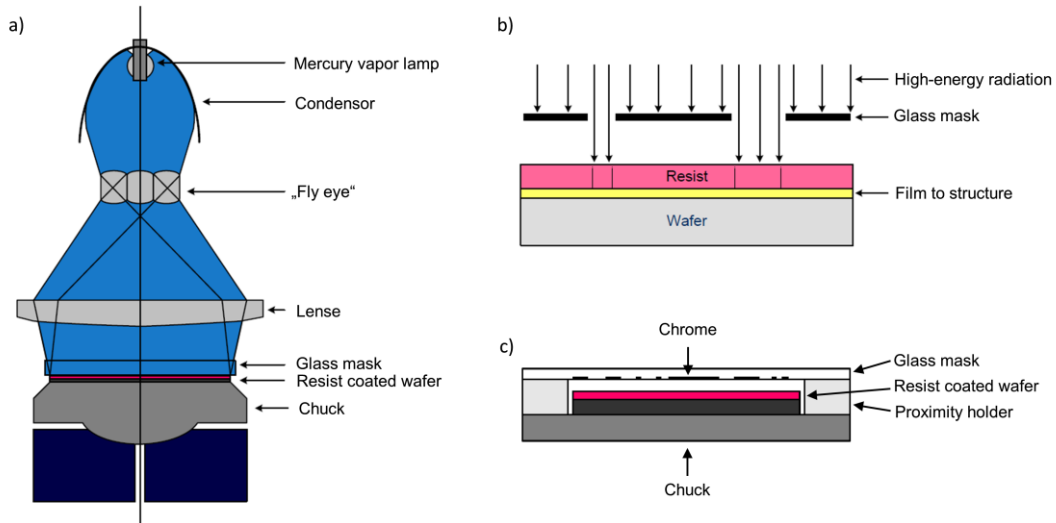 a)
Mercury vapor lamp
Condensor
„Fly eye“
Lense
Glass mask
Resist coated wafer
Chuck
b)
High-energy radiation
Glass mask
Resist
Film to structure
Wafer
c)
Chrome
Glass mask
Resist coated wafer
Proximity holder
Chuck